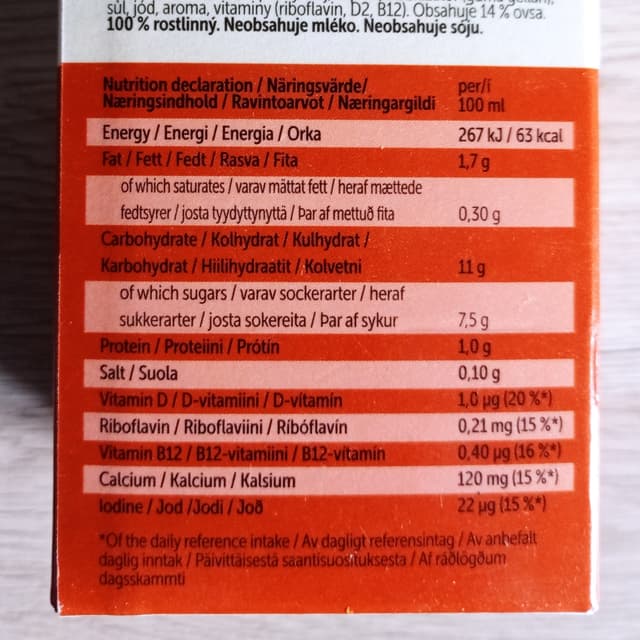 sůl, jód, aroma, vitaminy (riboflavin, D2, B12). Obsahuje 14 % ovsa.
100 % rostlinný. Neobsahuje mléko. Neobsahuje sóju.
Nutrition declaration / Näringsvärde/ per/í
Næringsindhold / Ravintoarvot / Næringargildi 100 ml
Energy / Energi / Energia / Orka 267 kJ / 63 kcal
Fat / Fett / Fedt / Rasva / Fita 1,7 g
of which saturates / varav mättat fett / heraf mættede
fedtsyrer / josta tyydyttynyttä / Þar af mettuð fita 0,30 g
Carbohydrate / Kolhydrat / Kulhydrat /
Karbohydrat / Hiilihydraatit / Kolvetni 11 g
of which sugars / varav sockerarter / heraf
sukkerarter / josta sokereita / Þar af sykur 7,5 g
Protein / Proteiini / Prótín 1,0 g
Salt / Suola 0,10 g
Vitamin D / D-vitamiini / D-vítamín 1,0 µg (20 %*)
Riboflavin / Riboflaviini / Ríbóflavín 0,21 mg (15 %*)
Vitamin B12 / B12-vitamiini / B12-vítamín 0,40 µg (16 %*)
Calcium / Kalcium / Kalsium 120 mg (15 %*)
Iodine / Jod /Jodi / Joð 22 µg (15 %*)
*Of the daily reference intake / Av dagligt referensintag / Av anbefalt
daglig inntak / Päivittäisestä saantisuosituksesta / Af ráðlögðum
dagsskammti